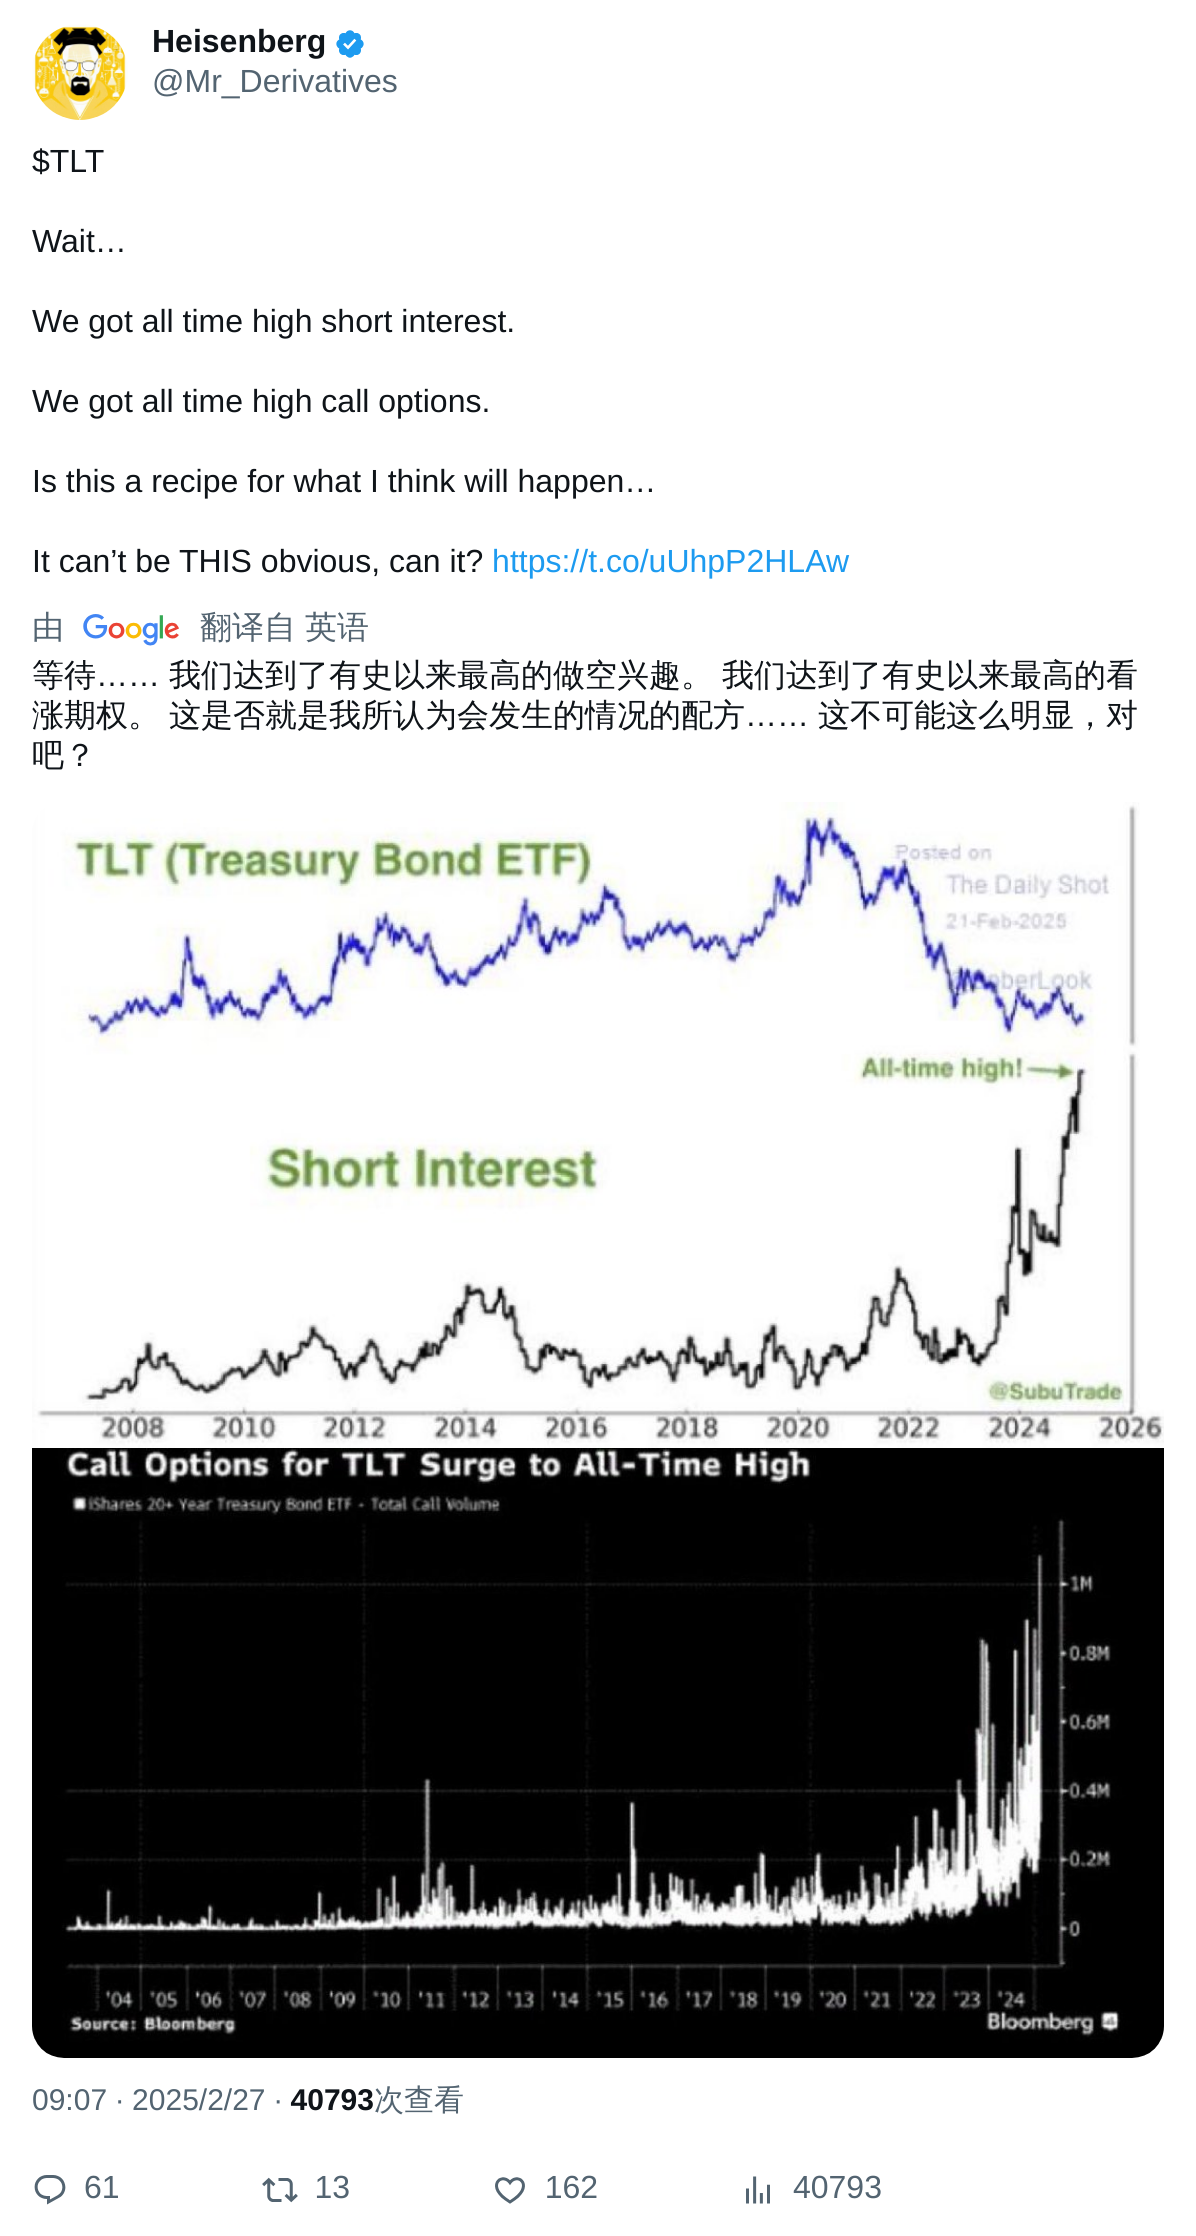 Heisenberg
@Mr_Derivatives
$TLT
Wait…
We got all time high short interest.
We got all time high call options.
Is this a recipe for what I think will happen…
It can’t be THIS obvious, can it? https://t.co/uUhpP2HLAw
由 Google 翻译自 英语
等待…… 我们达到了有史以来最高的做空兴趣。 我们达到了有史以来最高的看
涨期权。 这是否就是我所认为会发生的情况的配方…… 这不可能这么明显，对
吧？
TLT (Treasury Bond ETF)
Posted on
The Daily Shot
21-Feb-2025
All-time high!
Short Interest
@SubuTrade
2008 2010 2012 2014 2016 2018 2020 2022 2024 2026
Call Options for TLT Surge to All-Time High
iShares 20+ Year Treasury Bond ETF - Total Call Volume
1M
0.8M
0.6M
0.4M
0.2M
0
'04 '05 '06 '07 '08 '09 '10 '11 '12 '13 '14 '15 '16 '17 '18 '19 '20 '21 '22 '23 '24
Source: Bloomberg
Bloomberg
09:07 · 2025/2/27 · 40793次查看
61 13 162 40793